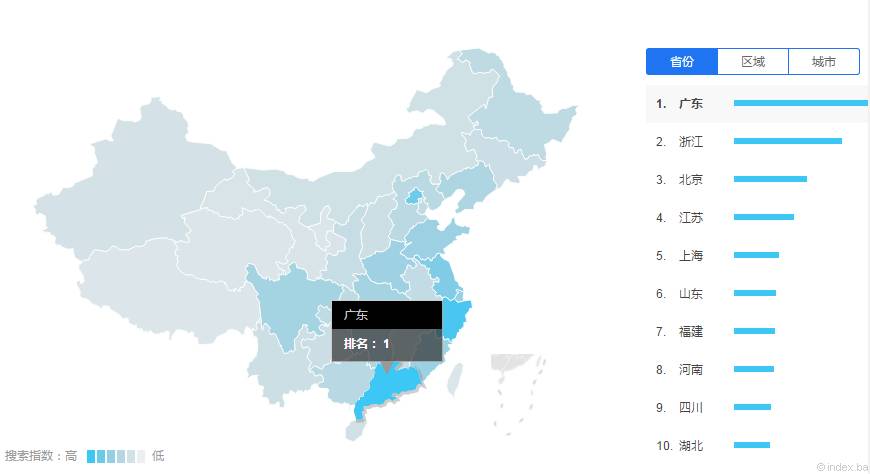 省份 区域 城市
1. 广东
2. 浙江
3. 北京
4. 江苏
5. 上海
6. 山东
7. 福建
8. 河南
9. 四川
10. 湖北
广东
排名： 1
搜索指数：高 低
© index.ba